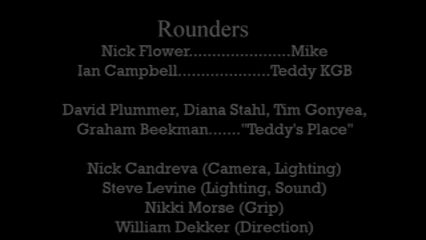 Rounders
Nick Flower......................Mike
Ian Campbell....................Teddy KGB
David Plummer, Diana Stahl, Tim Gonyea,
Graham Beekman......."Teddy's Place"
Nick Candreva (Camera, Lighting)
Steve Levine (Lighting, Sound)
Nikki Morse (Grip)
William Dekker (Direction)